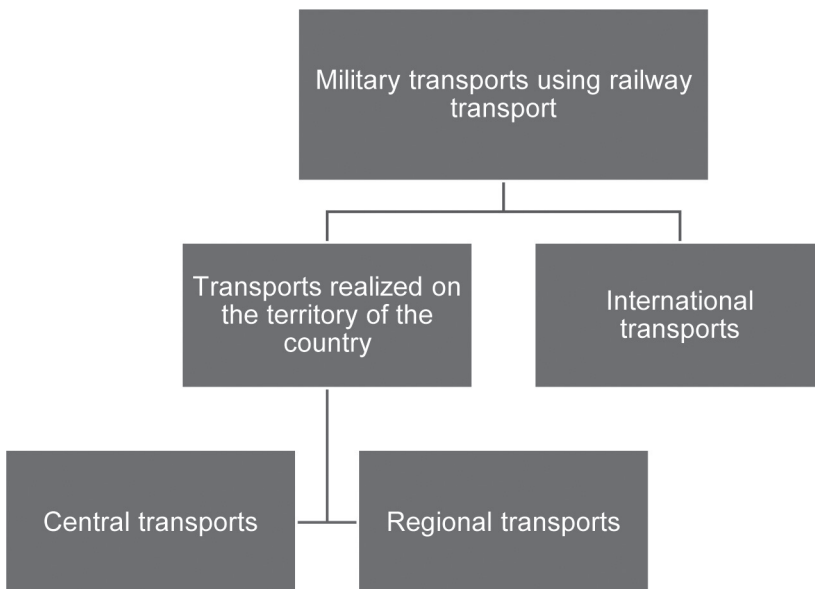 Military transports using railway
transport
Transports realized on
the territory of the
country
International
transports
Central transports
Regional transports